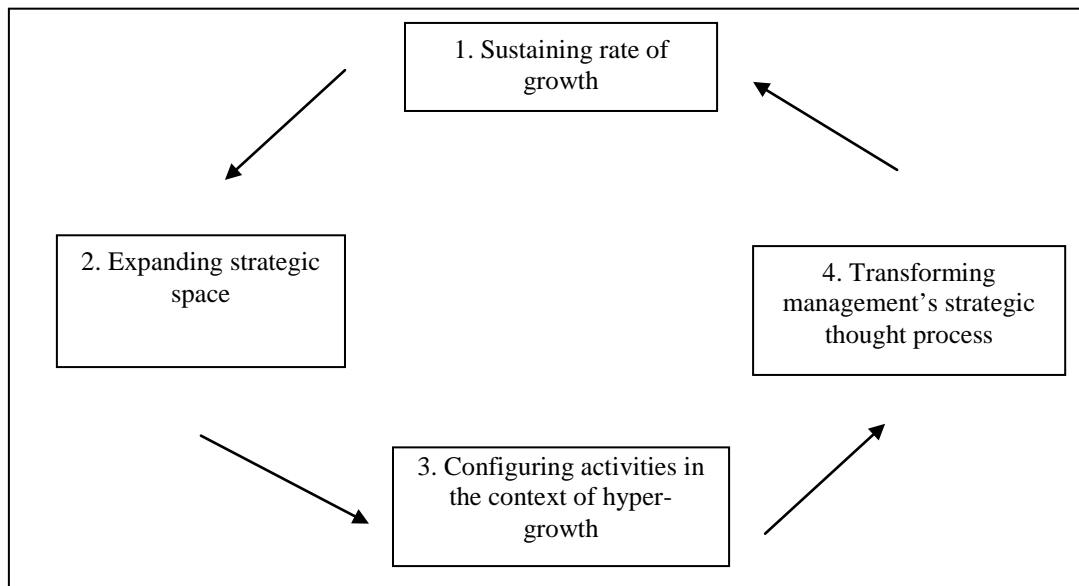 1. Sustaining rate of
growth
2. Expanding strategic
space
3. Configuring activities in
the context of hyper-
growth
4. Transforming
management’s strategic
thought process